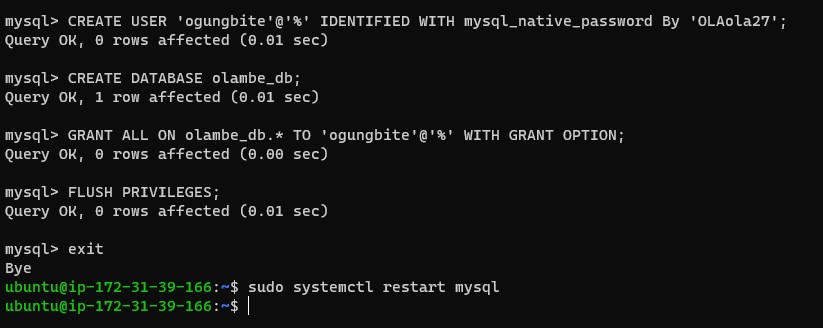 mysql> CREATE USER 'ogungbite'@'%' IDENTIFIED WITH mysql_native_password By 'OLAola27';
Query OK, 0 rows affected (0.01 sec)
mysql> CREATE DATABASE olambe_db;
Query OK, 1 row affected (0.01 sec)
mysql> GRANT ALL ON olambe_db.* TO 'ogungbite'@'%' WITH GRANT OPTION;
Query OK, 0 rows affected (0.00 sec)
mysql> FLUSH PRIVILEGES;
Query OK, 0 rows affected (0.01 sec)
mysql> exit
Bye
ubuntu@ip-172-31-39-166:~$ sudo systemctl restart mysql
ubuntu@ip-172-31-39-166:~$